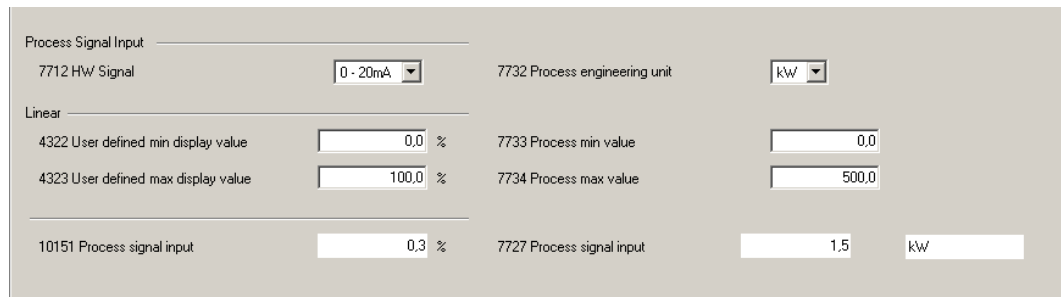 Process Signal Input
7712 HW Signal 0 - 20mA 7732 Process engineering unit kW
Linear
4322 User defined min display value 0,0 % 7733 Process min value 0,0
4323 User defined max display value 100,0 % 7734 Process max value 500,0
10151 Process signal input 0,3 % 7727 Process signal input 1,5 kW